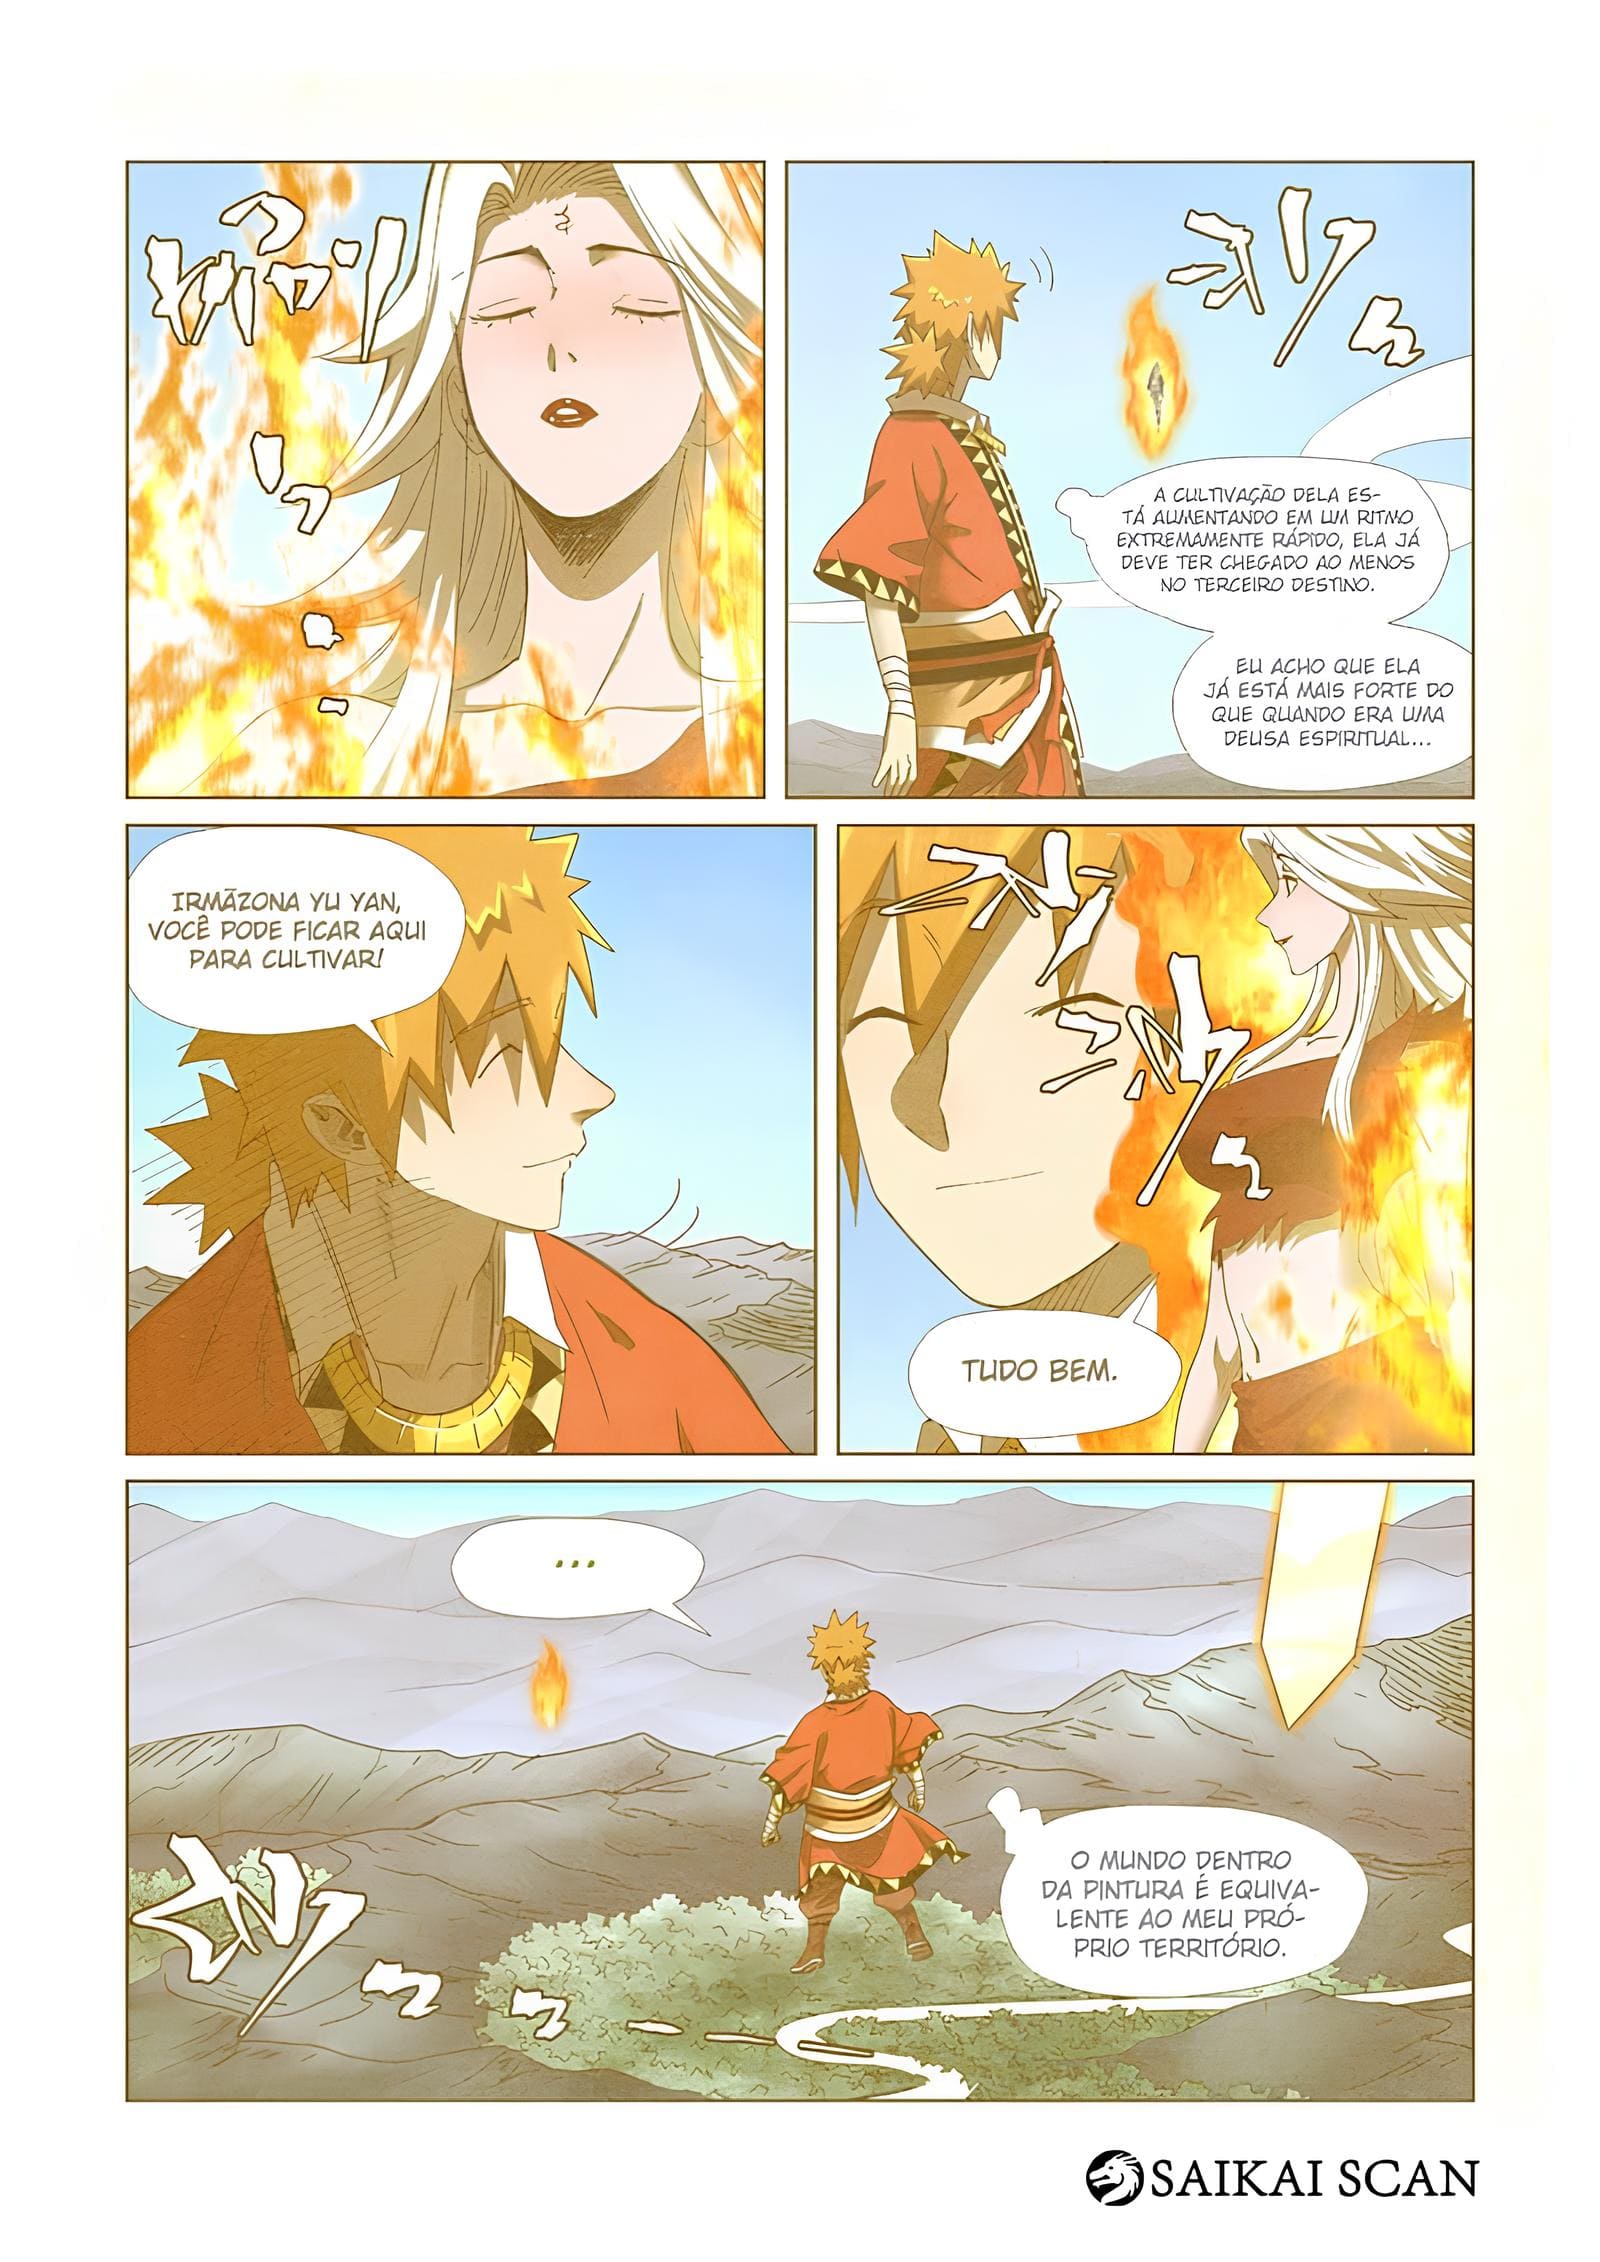 A CULTIVAÇÃO DELA ES-
TÁ AUMENTANDO EM UM RITMO
EXTREMAMENTE RÁPIDO, ELA JÁ
DEVE TER CHEGADO AO MENOS
NO TERCEIRO DESTINO.
EU ACHO QUE ELA
JÁ ESTÁ MAIS FORTE DO
QUE QUANDO ERA UMA
DEUSA ESPIRITUAL...
IRMÃZONA YU YAN,
VOCÊ PODE FICAR AQUI
PARA CULTIVAR!
TUDO BEM.
...
O MUNDO DENTRO
DA PINTURA É EQUIVA-
LENTE AO MEU PRÓ-
PRIO TERRITÓRIO.
SAIKAI SCAN